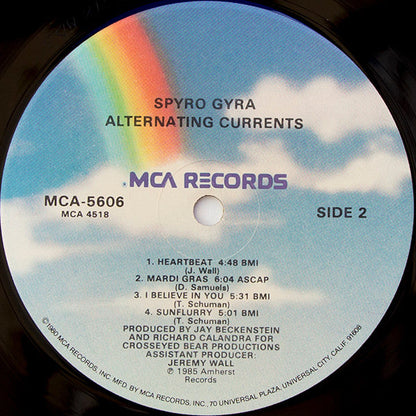 SPYRO GYRA
ALTERNATING CURRENTS
MCA RECORDS
MCA-5606
MCA 4518
SIDE 2
1. HEARTBEAT 4:48 BMI
(J. Wall)
2. MARDI GRAS 6:04 ASCAP
(D. Samuels)
3. I BELIEVE IN YOU 5:31 BMI
(T. Schuman)
4. SUNFLURRY 5:01 BMI
(T. Schuman)
PRODUCED BY JAY BECKENSTEIN
AND RICHARD CALANDRA FOR
CROSSEYED BEAR PRODUCTIONS
ASSISTANT PRODUCER:
JEREMY WALL
℗ 1985 Amherst
Records
©1980 MCA RECORDS, INC. MFD. BY MCA RECORDS, INC., 70 UNIVERSAL PLAZA, UNIVERSAL CITY, CALIF. 91608